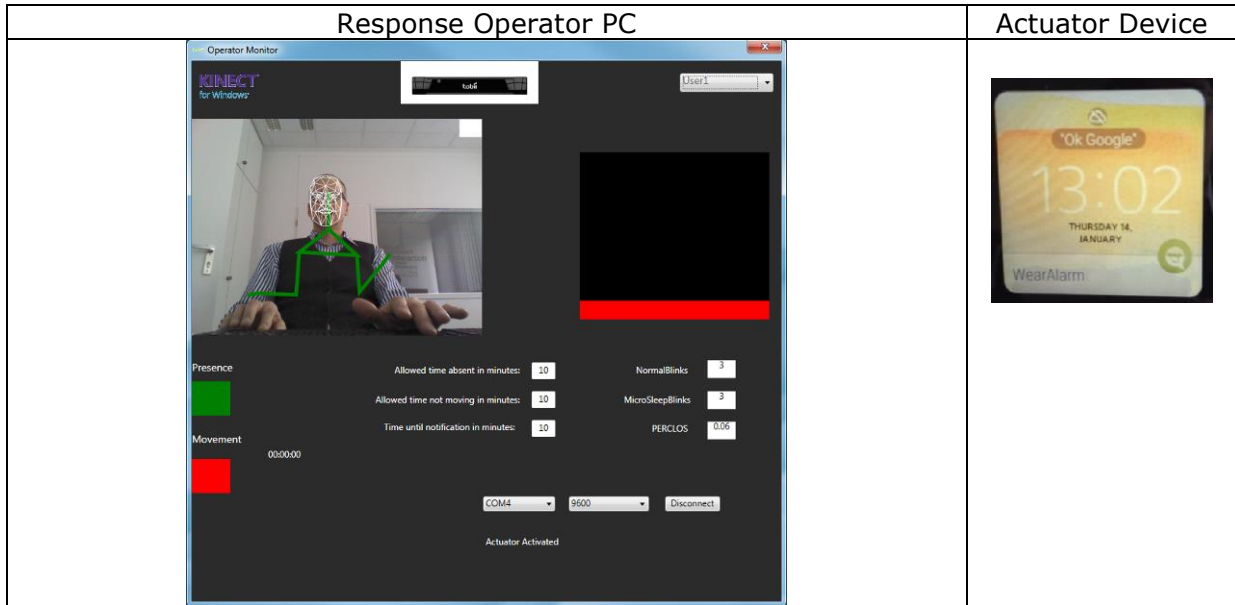 Response Operator PC
Actuator Device
Operator Monitor
KINECT
for Windows
tobii
User1
"Ok Google"
13:02
THURSDAY 14,
JANUARY
WearAlarm
Presence
Allowed time absent in minutes: 10
NormalBlinks 3
Allowed time not moving in minutes: 10
MicroSleepBlinks 3
Time until notification in minutes: 10
PERCLOS 0.06
Movement
00:00:00
COM4 9600 Disconnect
Actuator Activated